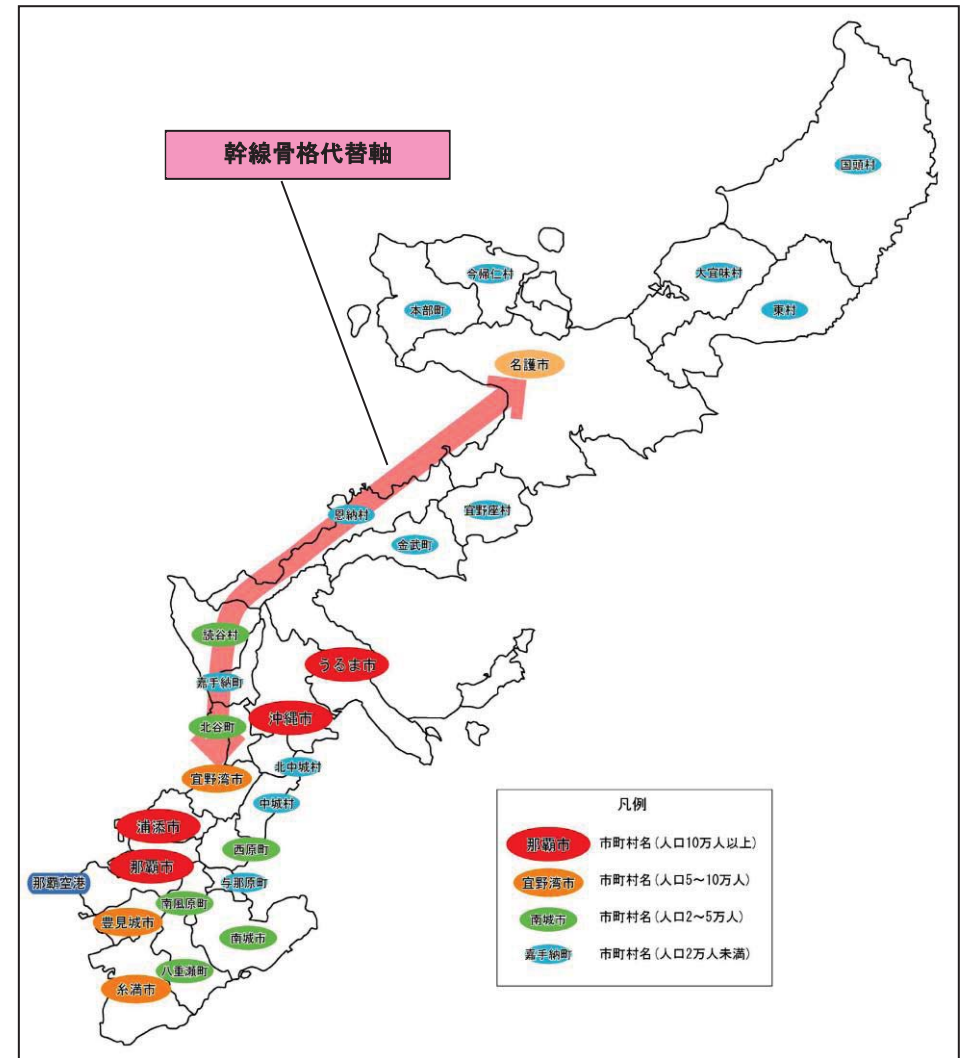 幹線骨格代替軸
国頭村
今帰仁村
大宜味村
本部町
東村
名護市
恩納村
宜野座村
金武町
読谷村
うるま市
嘉手納町
沖縄市
北谷町
北中城村
宜野湾市
中城村
浦添市
西原町
那覇市
那覇空港
与那原町
南風原町
豊見城市
南城市
八重瀬町
糸満市
凡例
那覇市 市町村名(人口10万人以上)
宜野湾市 市町村名(人口5~10万人)
南城市 市町村名(人口2~5万人)
嘉手納町 市町村名(人口2万人未満)